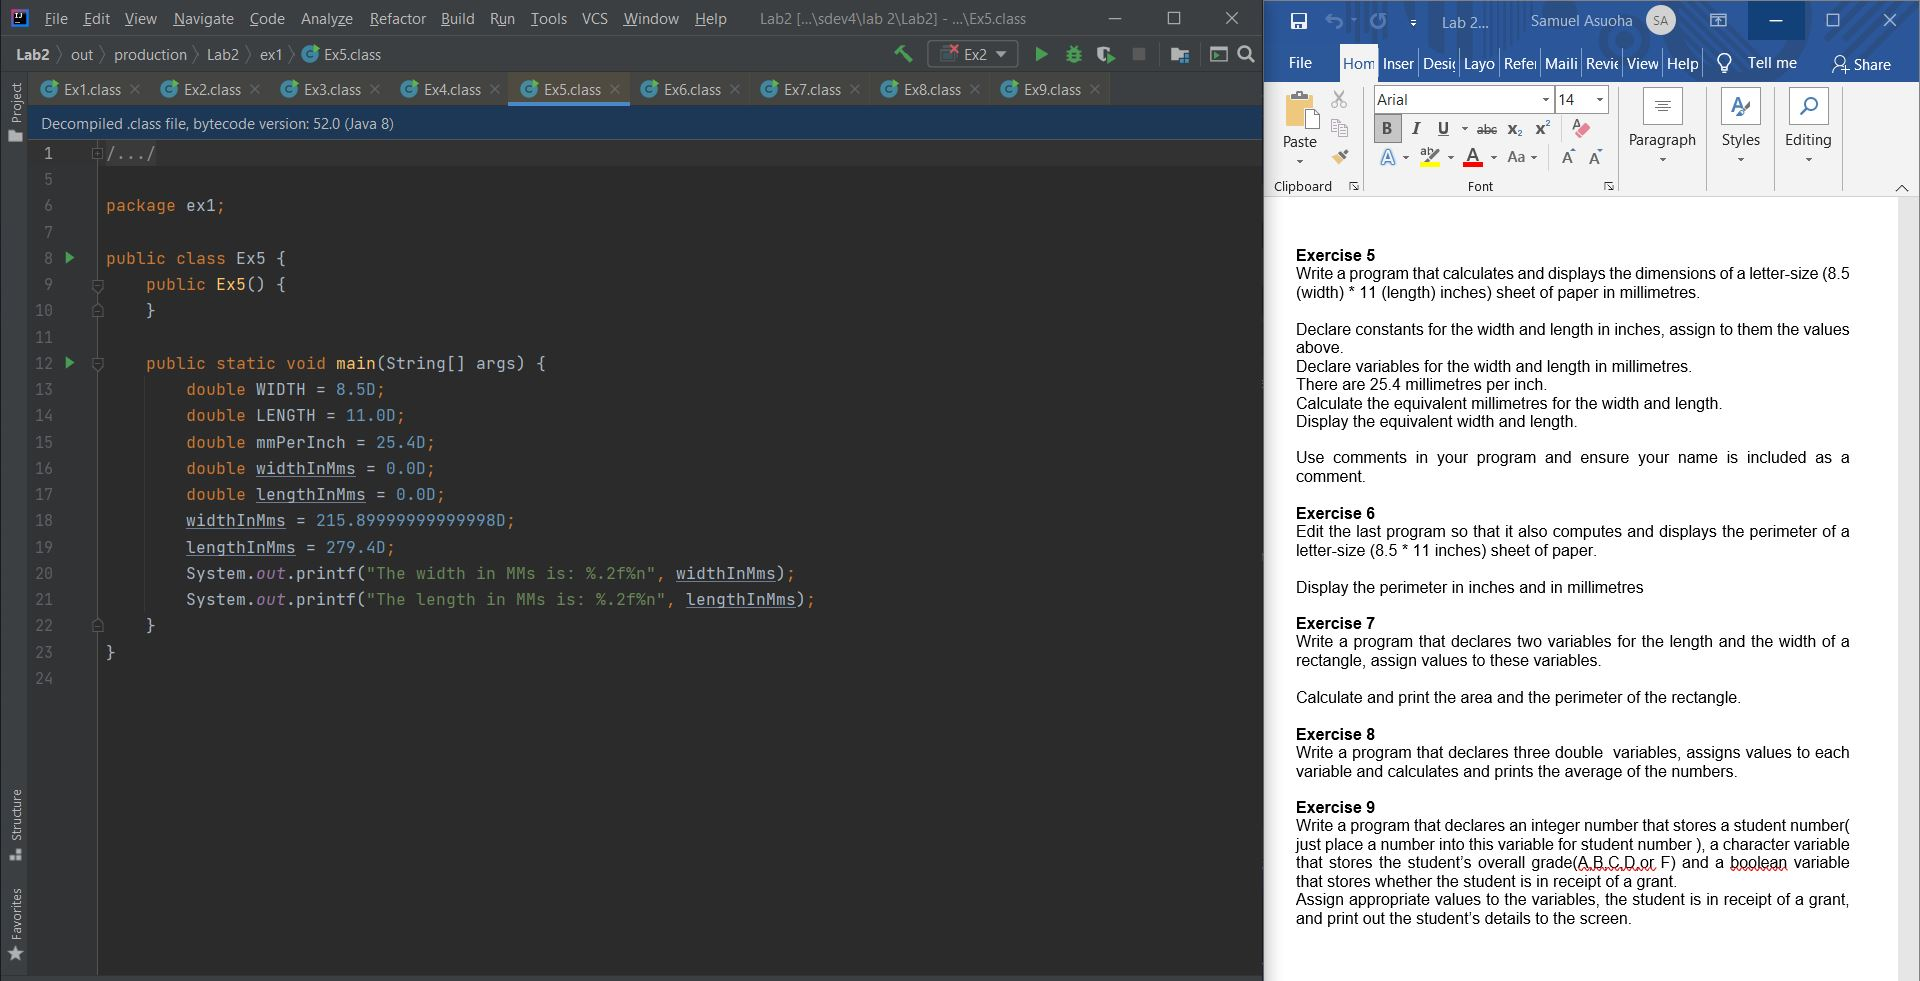 File Edit View Navigate Code Analyze Refactor Build Run Tools VCS Window Help Lab2 [...\sdev4\lab 2\Lab2] - ...\Ex5.class
Lab2 out production Lab2 ex1 Ex5.class Ex2
Ex1.class Ex2.class Ex3.class Ex4.class Ex5.class Ex6.class Ex7.class Ex8.class Ex9.class
Decompiled .class file, bytecode version: 52.0 (Java 8)
Project
Structure
Favorites
1 /.../
5
6 package ex1;
7
8 public class Ex5 {
9 public Ex5() {
10 }
11
12 public static void main(String[] args) {
13 double WIDTH = 8.5D;
14 double LENGTH = 11.0D;
15 double mmPerInch = 25.4D;
16 double widthInMms = 0.0D;
17 double lengthInMms = 0.0D;
18 widthInMms = 215.89999999999998D;
19 lengthInMms = 279.4D;
20 System.out.printf("The width in MMs is: %.2f%n", widthInMms);
21 System.out.printf("The length in MMs is: %.2f%n", lengthInMms);
22 }
23 }
24
Lab 2... Samuel Asuoha SA
File Hom Inser Desig Layo Refer Maili Revie View Help Tell me Share
Arial 14
B I U abc x₂ x²
A ab A Aa A A
Paste
Paragraph Styles Editing
Clipboard Font
Exercise 5
Write a program that calculates and displays the dimensions of a letter-size (8.5
(width) * 11 (length) inches) sheet of paper in millimetres.
Declare constants for the width and length in inches, assign to them the values
above.
Declare variables for the width and length in millimetres.
There are 25.4 millimetres per inch.
Calculate the equivalent millimetres for the width and length.
Display the equivalent width and length.
Use comments in your program and ensure your name is included as a
comment.
Exercise 6
Edit the last program so that it also computes and displays the perimeter of a
letter-size (8.5 * 11 inches) sheet of paper.
Display the perimeter in inches and in millimetres
Exercise 7
Write a program that declares two variables for the length and the width of a
rectangle, assign values to these variables.
Calculate and print the area and the perimeter of the rectangle.
Exercise 8
Write a program that declares three double variables, assigns values to each
variable and calculates and prints the average of the numbers.
Exercise 9
Write a program that declares an integer number that stores a student number(
just place a number into this variable for student number ), a character variable
that stores the student's overall grade(A,B,C,D,or F) and a boolean variable
that stores whether the student is in receipt of a grant.
Assign appropriate values to the variables, the student is in receipt of a grant,
and print out the student's details to the screen.